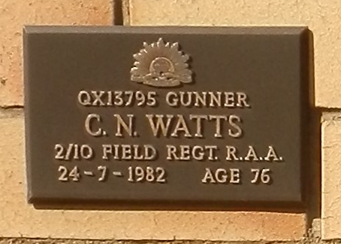 QX13795 GUNNER
C. N. WATTS
2/10 FIELD REGT. R.A.A.
24-7-1982 AGE 76